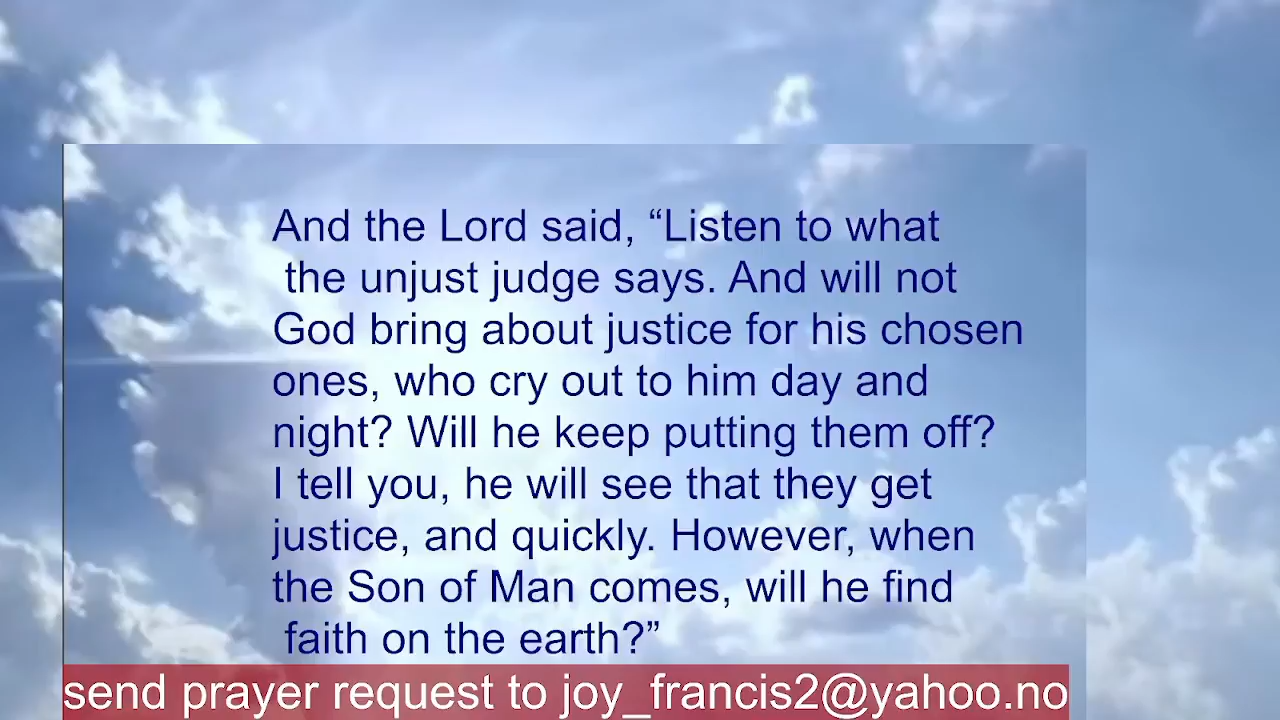 And the Lord said, “Listen to what
the unjust judge says. And will not
God bring about justice for his chosen
ones, who cry out to him day and
night? Will he keep putting them off?
I tell you, he will see that they get
justice, and quickly. However, when
the Son of Man comes, will he find
faith on the earth?”
send prayer request to joy_francis2@yahoo.no